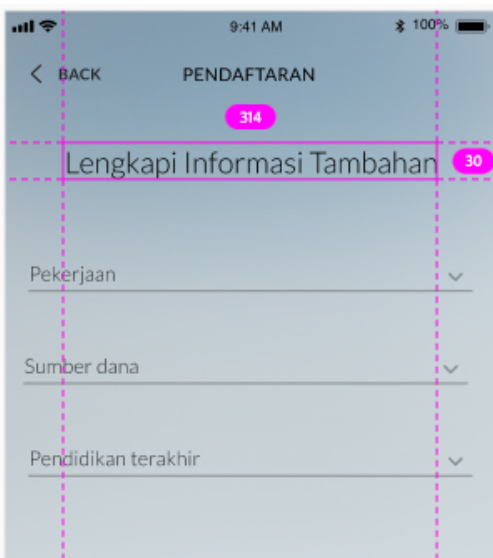 9:41 AM 100%
BACK PENDAFTARAN
314
Lengkapi Informasi Tambahan 30
Pekerjaan
Sumber dana
Pendidikan terakhir